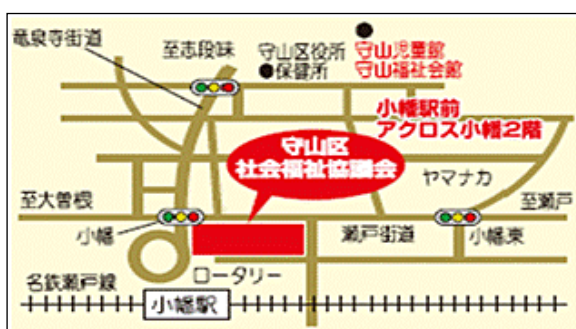 竜泉寺街道
至志段味
守山区役所
●保健所
守山児童館
守山福祉会館
小幡駅前
アクロス小幡2階
守山区
社会福祉協議会
ヤマナカ
至大曽根
至瀬戸
小幡
瀬戸街道
小幡東
ロータリー
名鉄瀬戸線
小幡駅